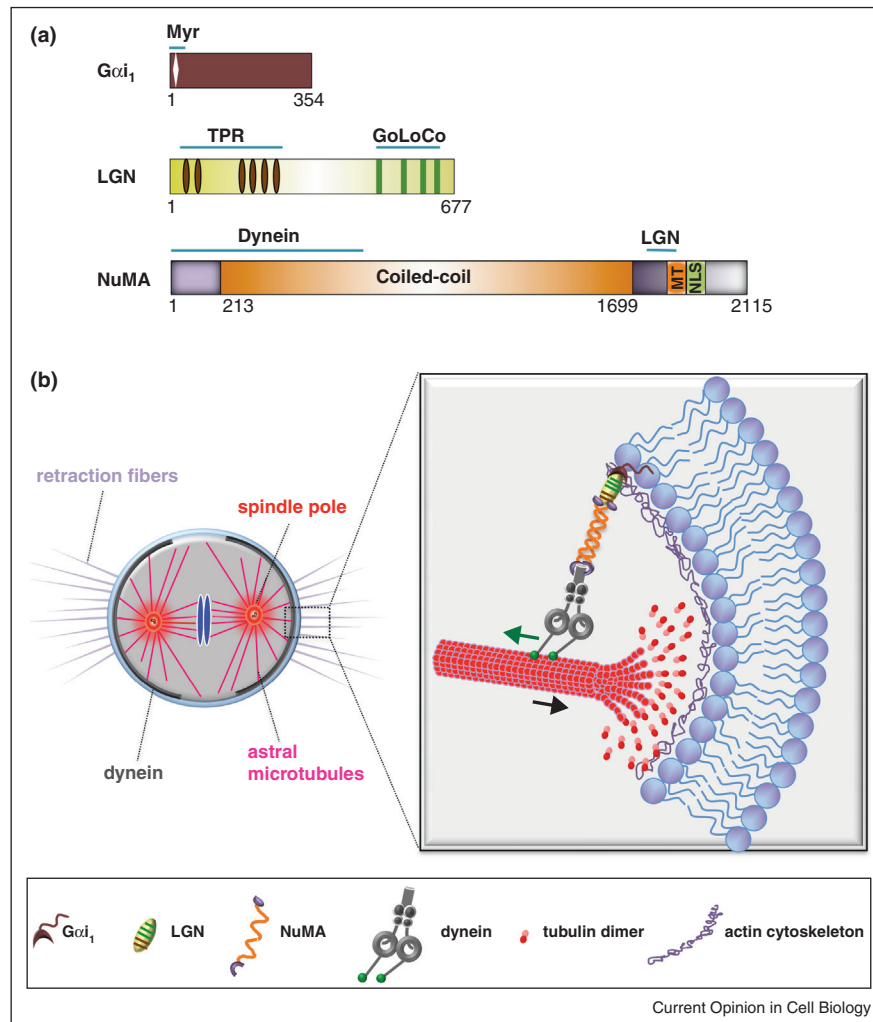 (a)
Myr
Gαi₁
1 354
TPR GoLoCo
LGN
1 677
Dynein LGN
NuMA Coiled-coil MT NLS
1 213 1699 2115
(b)
retraction fibers
spindle pole
dynein
astral
microtubules
Gαi₁ LGN NuMA dynein tubulin dimer actin cytoskeleton
Current Opinion in Cell Biology